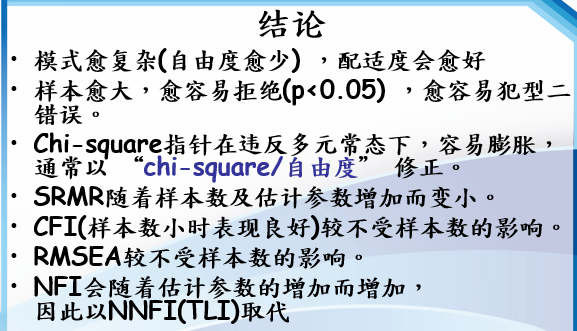 结论
· 模式愈复杂(自由度愈少) ，配适度会愈好
· 样本愈大，愈容易拒绝(p<0.05) ，愈容易犯型二
错误。
· Chi-square指针在违反多元常态下，容易膨胀，
通常以 “chi-square/自由度” 修正。
· SRMR随着样本数及估计参数增加而变小。
· CFI(样本数小时表现良好)较不受样本数的影响。
· RMSEA较不受样本数的影响。
· NFI会随着估计参数的增加而增加，
因此以NNFI(TLI)取代